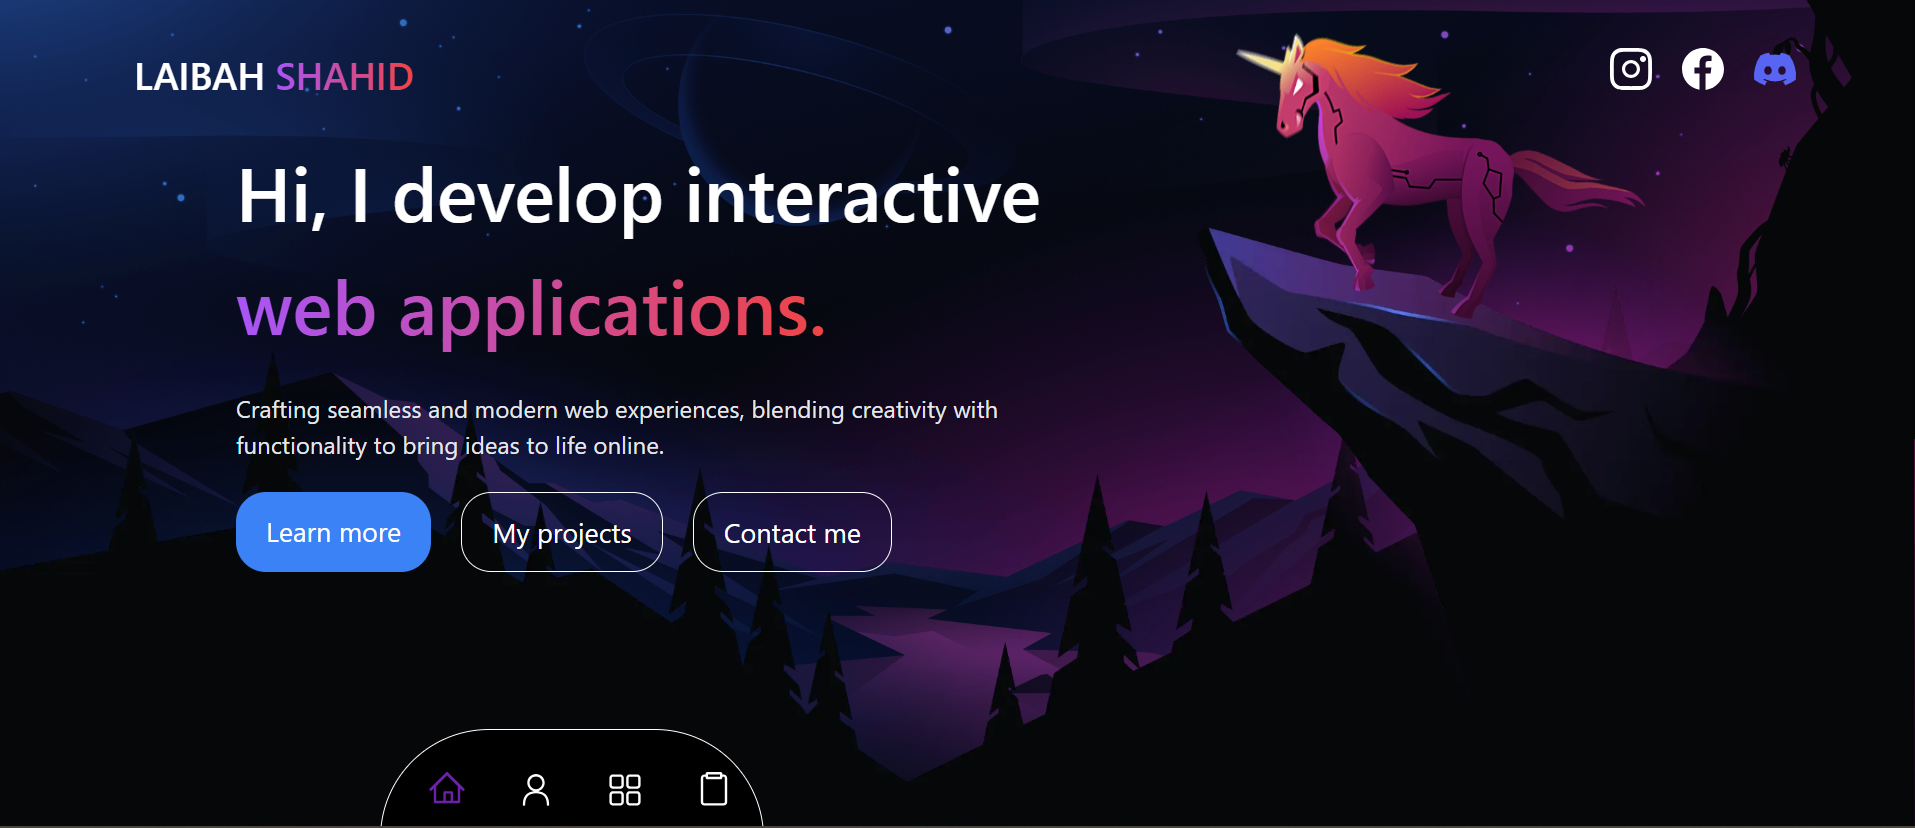 LAIBAH SHAHID
Hi, I develop interactive
web applications.
Crafting seamless and modern web experiences, blending creativity with
functionality to bring ideas to life online.
Learn more
My projects
Contact me